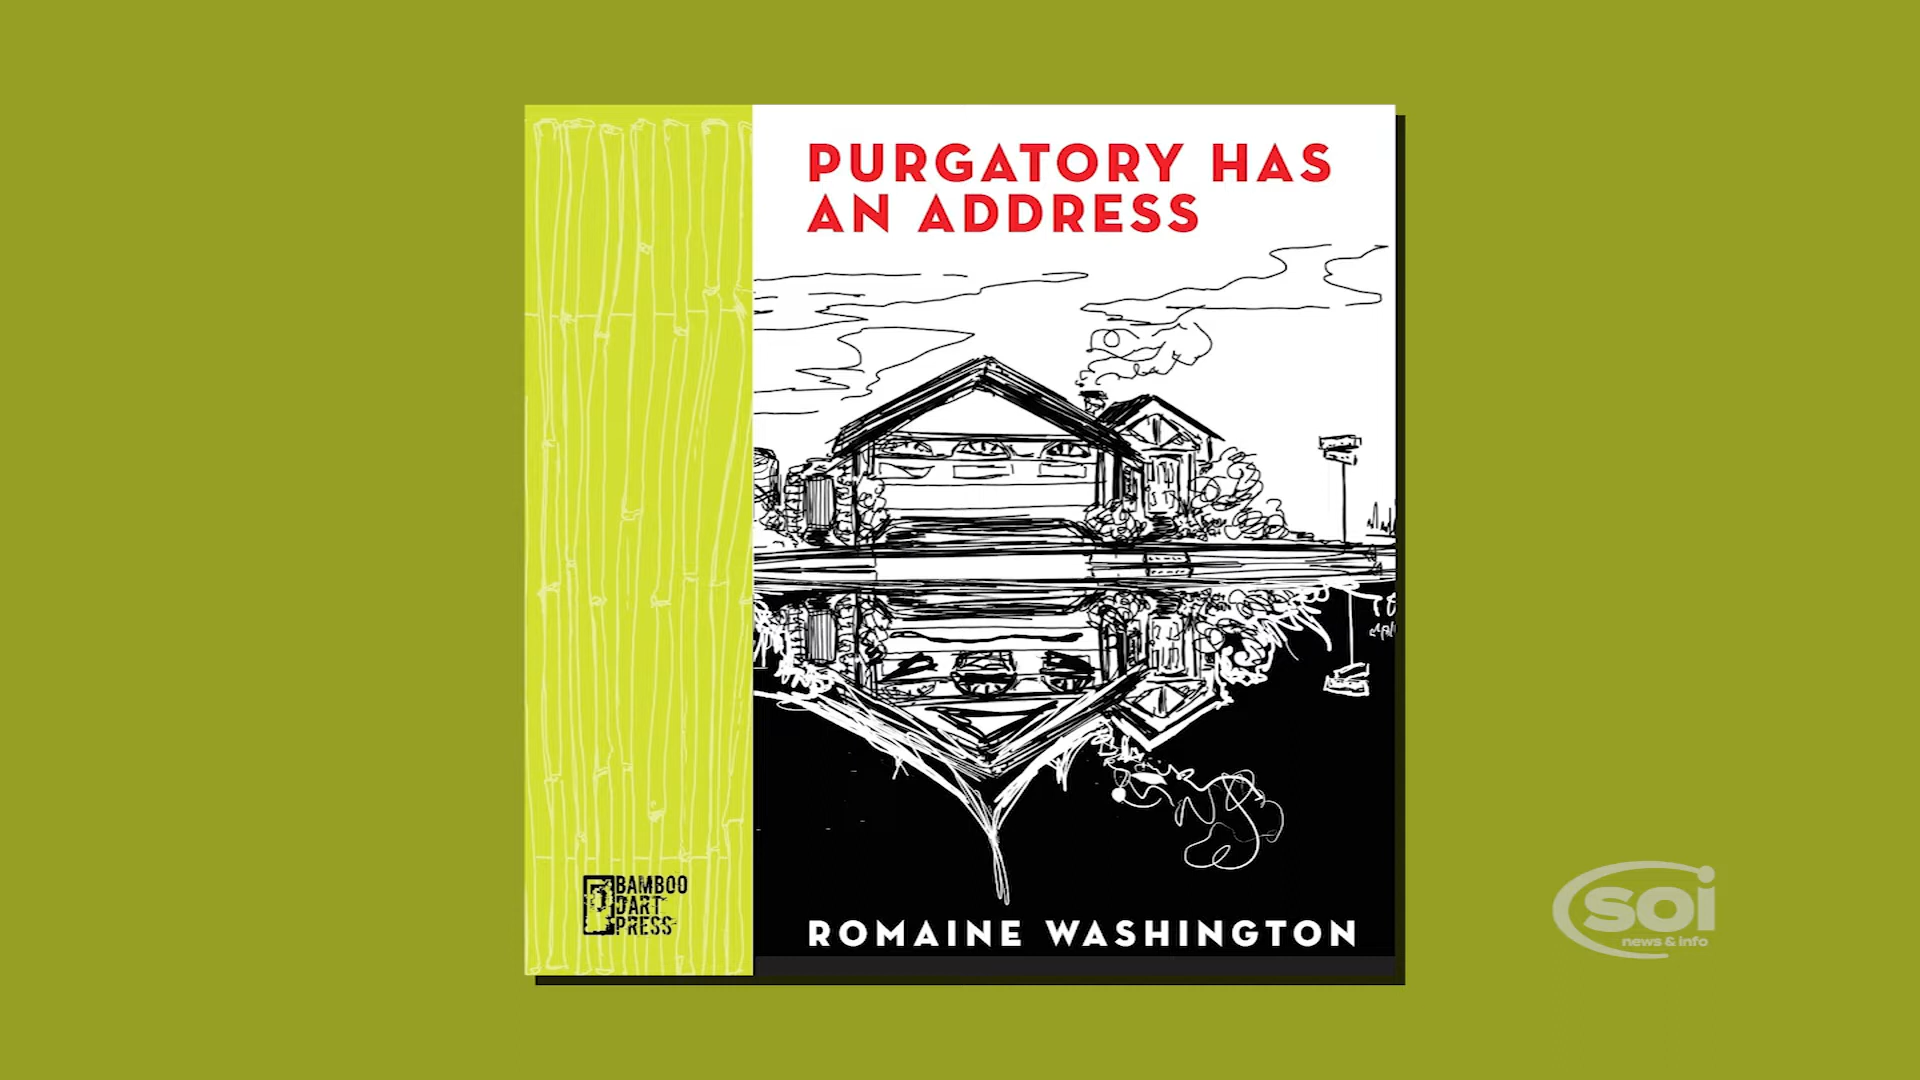 PURGATORY HAS
AN ADDRESS
BAMBOO
DART
PRESS
ROMAINE WASHINGTON
soi
news & info